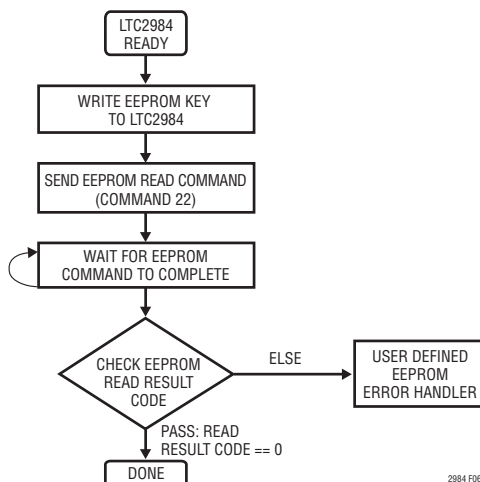 LTC2984
READY
WRITE EEPROM KEY
TO LTC2984
SEND EEPROM READ COMMAND
(COMMAND 22)
WAIT FOR EEPROM
COMMAND TO COMPLETE
CHECK EEPROM
READ RESULT
CODE
ELSE
USER DEFINED
EEPROM
ERROR HANDLER
PASS: READ
RESULT CODE == 0
DONE
2984 F06